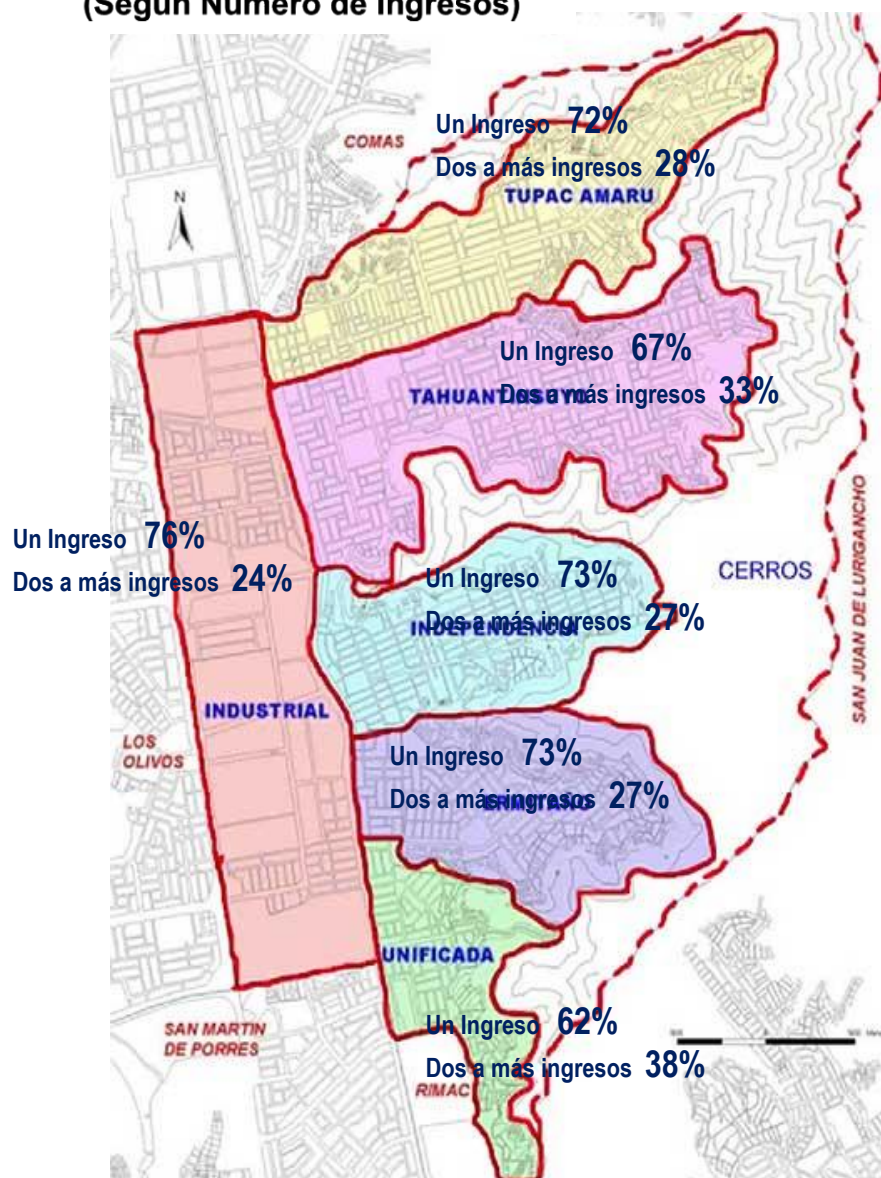 (Según Número de Ingresos)
Un Ingreso 72%
COMAS
Dos a más ingresos 28%
TUPAC AMARU
N
Un Ingreso 67%
TAHUANTINSUYO
Dos a más ingresos 33%
Un Ingreso 76%
Dos a más ingresos 24%
Un Ingreso 73%
CERROS
Dos a más ingresos 27%
INDEPENDENCIA
SAN JUAN DE LURIGANCHO
INDUSTRIAL
LOS
OLIVOS
Un Ingreso 73%
Dos a más ingresos 27%
ERMITAÑO
UNIFICADA
SAN MARTIN
DE PORRES
Un Ingreso 62%
Dos a más ingresos 38%
RIMAC